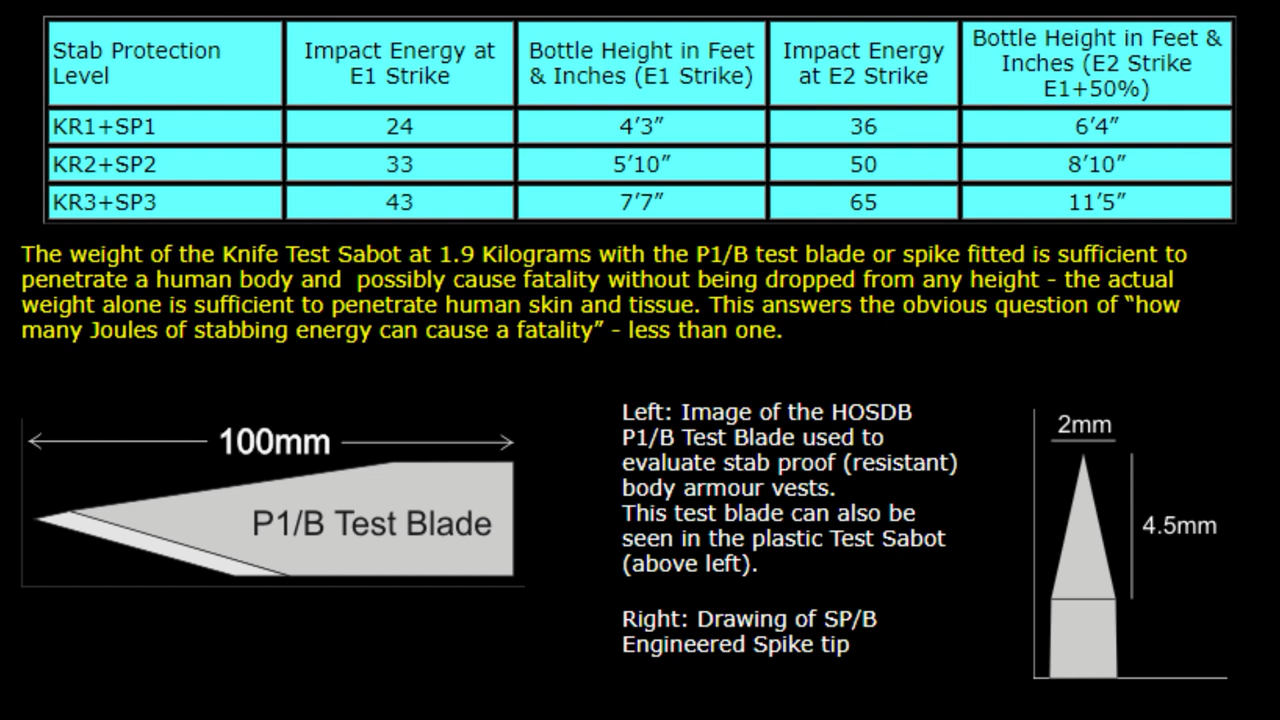 Stab Protection Level
Impact Energy at E1 Strike
Bottle Height in Feet & Inches (E1 Strike)
Impact Energy at E2 Strike
Bottle Height in Feet & Inches (E2 Strike E1+50%)
KR1+SP1 24 4’3” 36 6’4”
KR2+SP2 33 5’10” 50 8’10”
KR3+SP3 43 7’7” 65 11’5”
The weight of the Knife Test Sabot at 1.9 Kilograms with the P1/B test blade or spike fitted is sufficient to
penetrate a human body and possibly cause fatality without being dropped from any height - the actual
weight alone is sufficient to penetrate human skin and tissue. This answers the obvious question of “how
many Joules of stabbing energy can cause a fatality” - less than one.
100mm
P1/B Test Blade
Left: Image of the HOSDB
P1/B Test Blade used to
evaluate stab proof (resistant)
body armour vests.
This test blade can also be
seen in the plastic Test Sabot
(above left).
Right: Drawing of SP/B
Engineered Spike tip
2mm
4.5mm